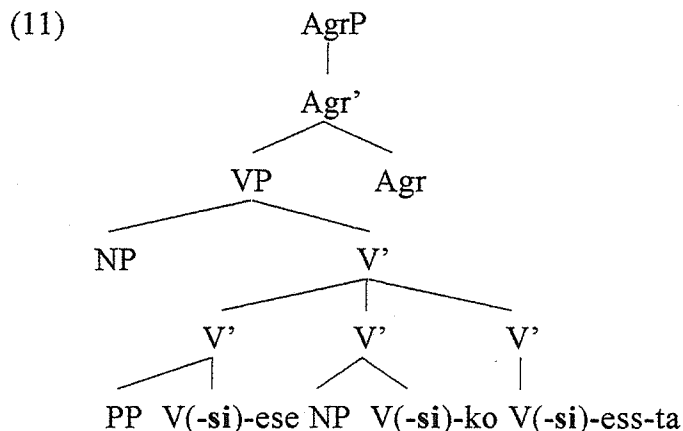 (11) AgrP
Agr’
VP Agr
NP V’
V’ V’ V’
PP V(-si)-ese NP V(-si)-ko V(-si)-ess-ta